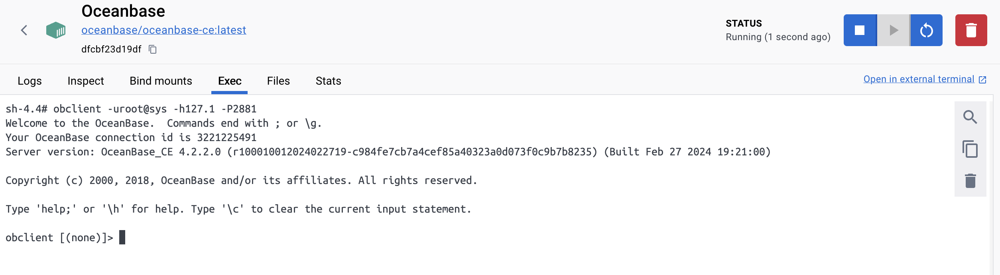 Oceanbase
oceanbase/oceanbase-ce:latest
dfcbf23d19df
STATUS
Running (1 second ago)
Logs Inspect Bind mounts Exec Files Stats
Open in external terminal
sh-4.4# obclient -uroot@sys -h127.1 -P2881
Welcome to the OceanBase.  Commands end with ; or \g.
Your OceanBase connection id is 3221225491
Server version: OceanBase_CE 4.2.2.0 (r100010012024022719-c984fe7cb7a4cef85a40323a0d073f0c9b7b8235) (Built Feb 27 2024 19:21:00)
Copyright (c) 2000, 2018, OceanBase and/or its affiliates. All rights reserved.
Type 'help;' or '\h' for help. Type '\c' to clear the current input statement.
obclient [(none)]>